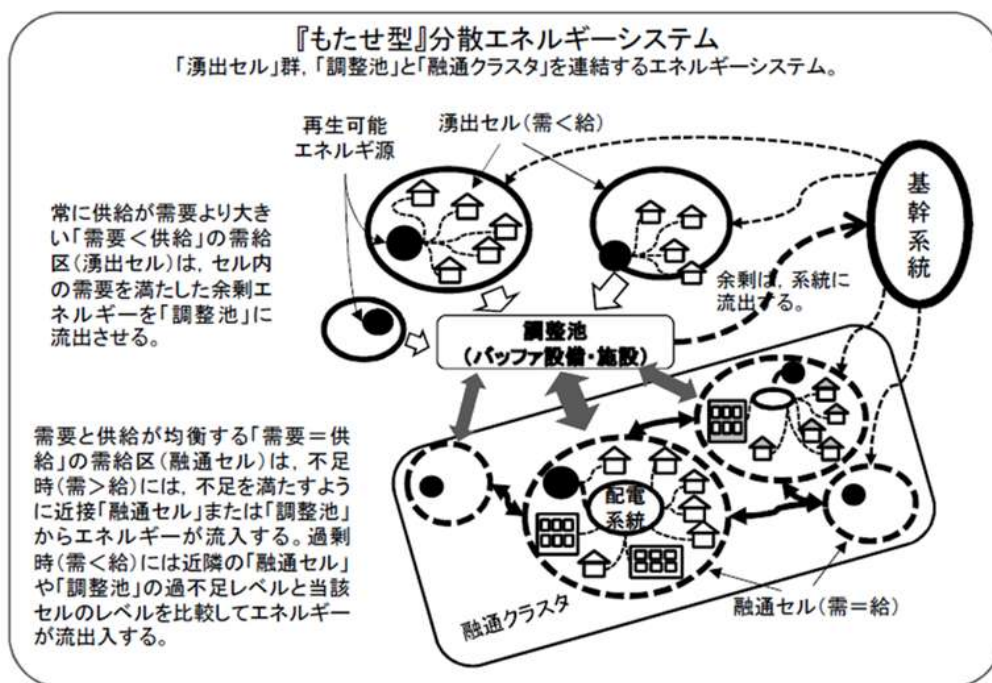 『もたせ型』分散エネルギーシステム
「湧出セル」群,「調整池」と「融通クラスタ」を連結するエネルギーシステム。
再生可能
エネルギ源
湧出セル(需<給)
基幹系統
常に供給が需要より大き
い「需要<供給」の需給
区(湧出セル)は,セル内
の需要を満たした余剰エ
ネルギーを「調整池」に
流出させる。
余剰は,系統に
流出する。
調整池
(バッファ設備・施設)
需要と供給が均衡する「需要=供
給」の需給区(融通セル)は,不足
時(需>給)には,不足を満たすよう
に近接「融通セル」または「調整池」
からエネルギーが流入する。過剰
時(需<給)には近隣の「融通セル」
や「調整池」の過不足レベルと当該
セルのレベルを比較してエネルギー
が流出入する。
配電
系統
融通クラスタ
融通セル(需=給)